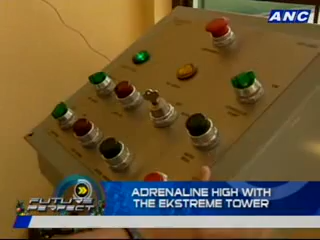 ANC
ADRENALINE HIGH WITH
THE EKSTREME TOWER
FUTURE
PERFECT